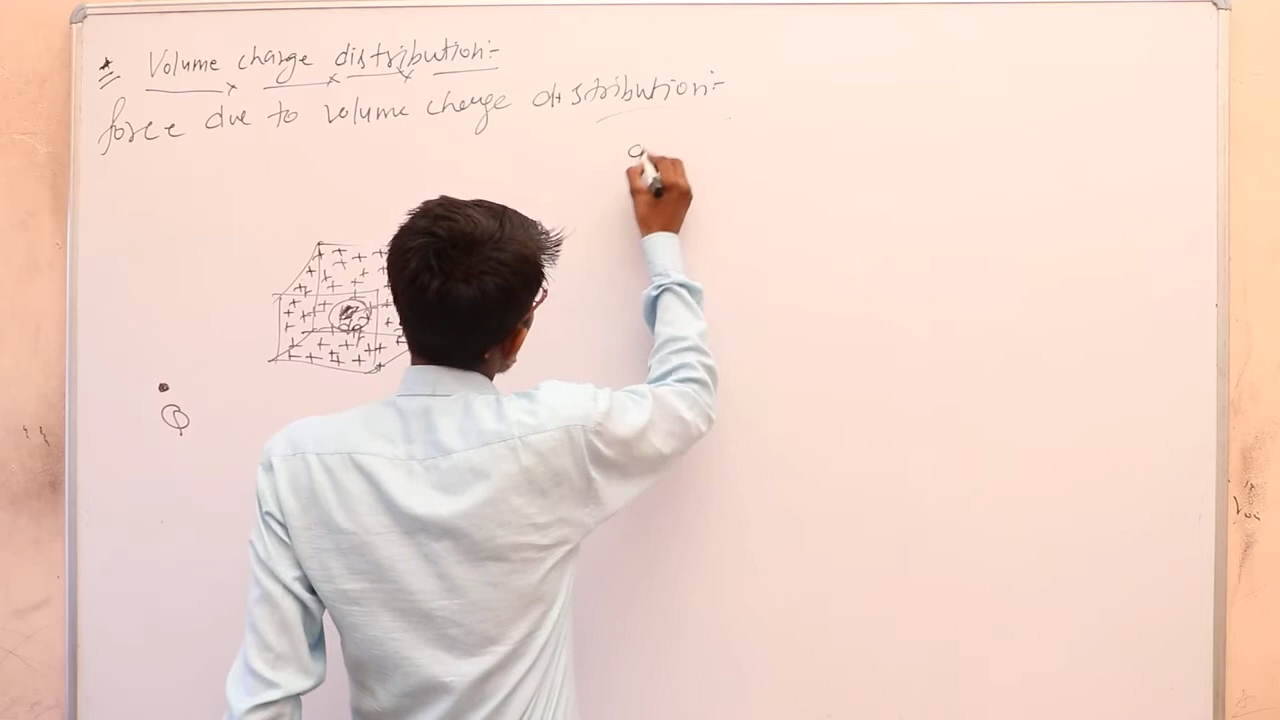 * Volume charge distribution:-
force due to volume charge distribution:-
Q